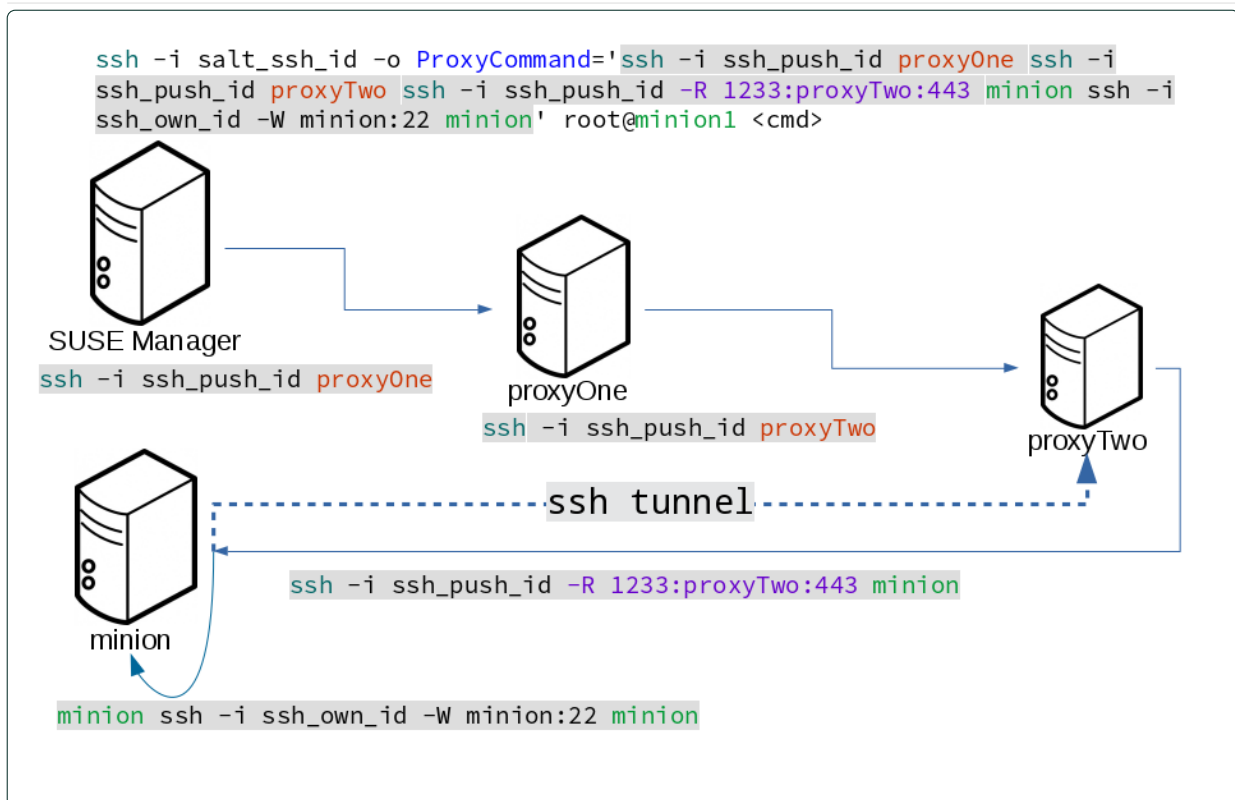 ssh -i salt_ssh_id -o ProxyCommand='ssh -i ssh_push_id proxyOne ssh -i
ssh_push_id proxyTwo ssh -i ssh_push_id -R 1233:proxyTwo:443 minion ssh -i
ssh_own_id -W minion:22 minion' root@minion1 <cmd>
SUSE Manager
ssh -i ssh_push_id proxyOne
proxyOne
ssh -i ssh_push_id proxyTwo
proxyTwo
ssh tunnel
ssh -i ssh_push_id -R 1233:proxyTwo:443 minion
minion
minion ssh -i ssh_own_id -W minion:22 minion